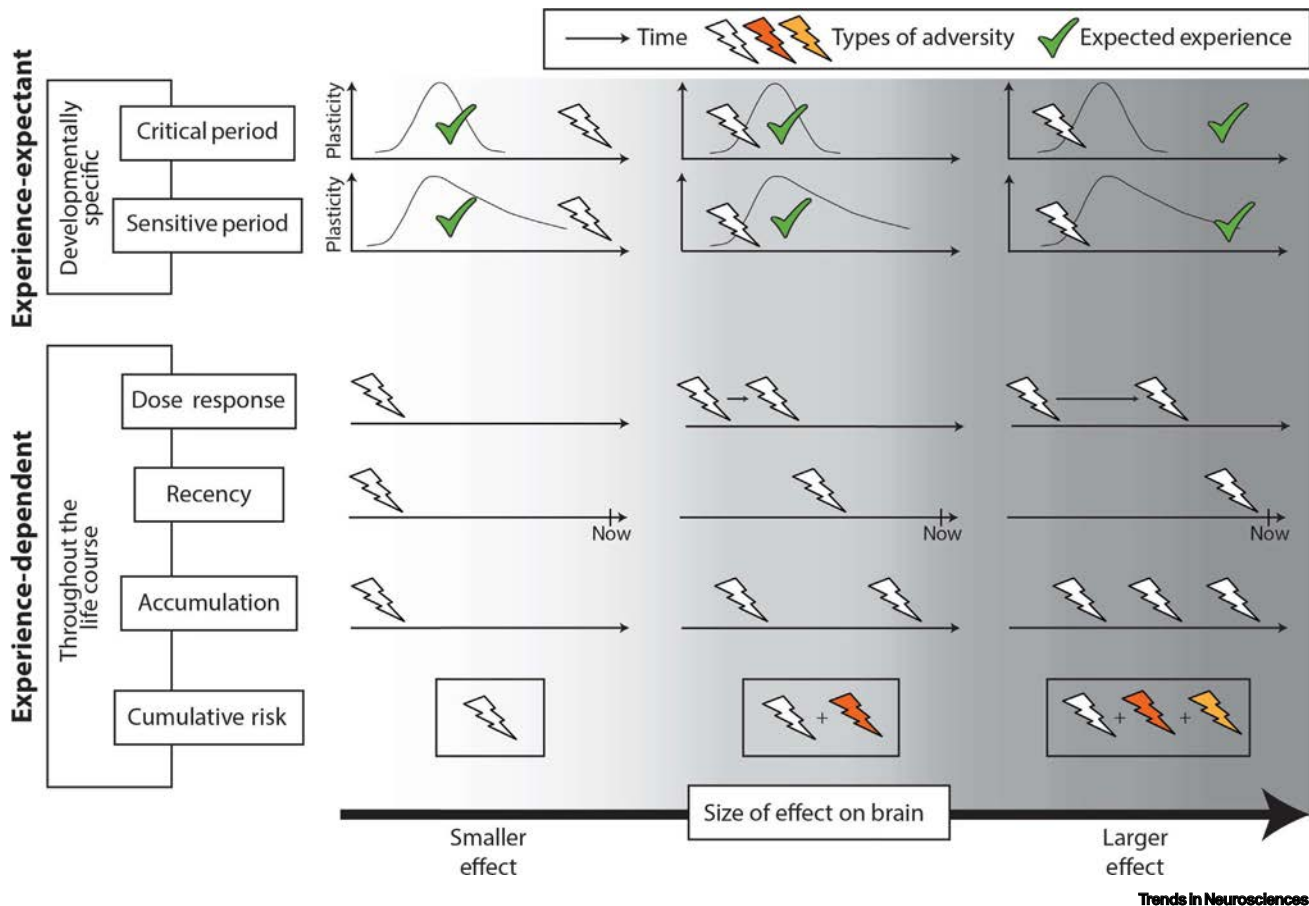 Time
Types of adversity
Expected experience
Experience-expectant
Developmentally
specific
Critical period
Plasticity
Sensitive period
Plasticity
Experience-dependent
Throughout the
life course
Dose response
Recency
Now
Now
Now
Accumulation
Cumulative risk
+
+
+
Size of effect on brain
Smaller
effect
Larger
effect
Trends in Neurosciences